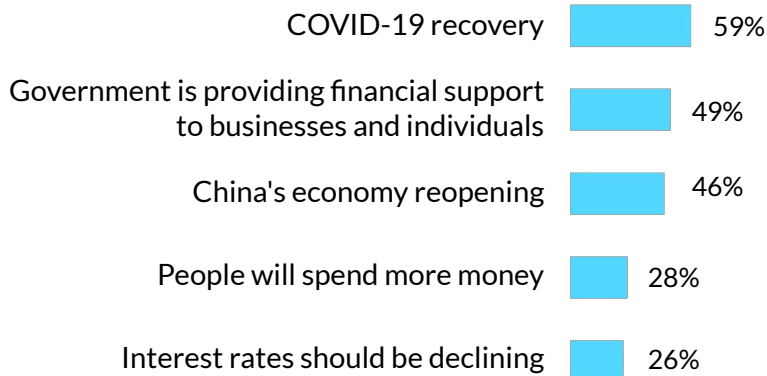 COVID-19 recovery 59%
Government is providing financial support
to businesses and individuals 49%
China's economy reopening 46%
People will spend more money 28%
Interest rates should be declining 26%